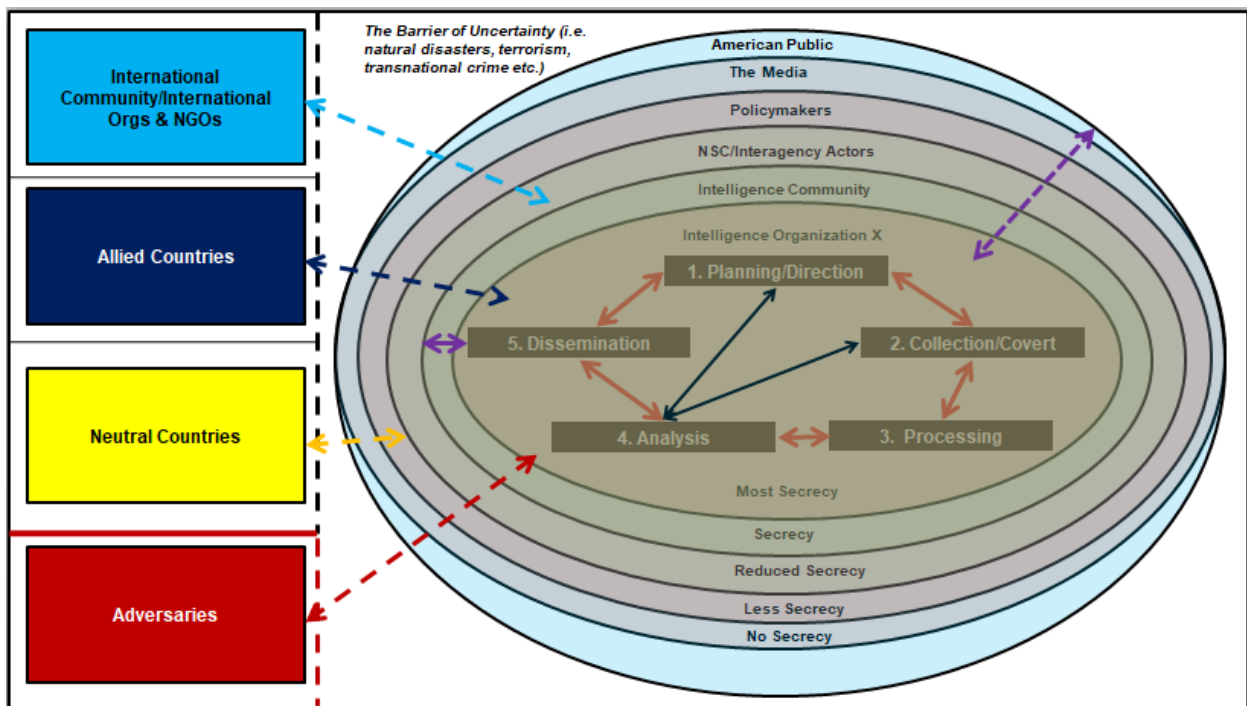 The Barrier of Uncertainty (i.e.
natural disasters, terrorism,
transnational crime etc.)
International
Community/International
Orgs & NGOs
Allied Countries
Neutral Countries
Adversaries
American Public
The Media
Policymakers
NSC/Interagency Actors
Intelligence Community
Intelligence Organization X
1. Planning/Direction
5. Dissemination
2. Collection/Covert
4. Analysis
3. Processing
Most Secrecy
Secrecy
Reduced Secrecy
Less Secrecy
No Secrecy